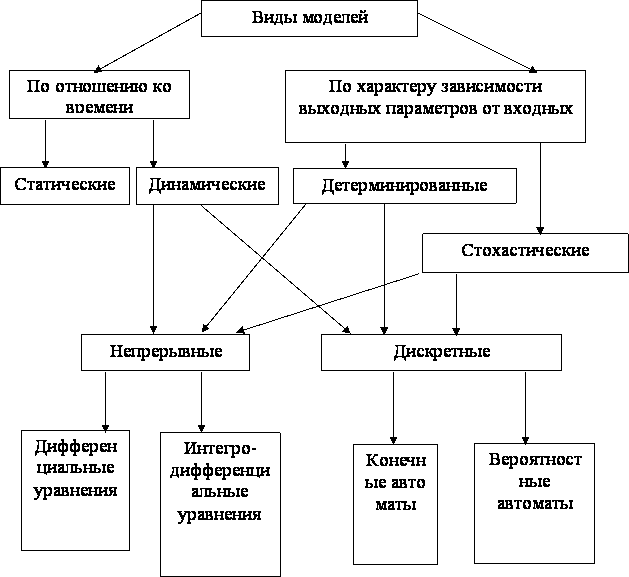 Виды моделей
По отношению ко
времени
По характеру зависимости
выходных параметров от входных
Статические
Динамические
Детерминированные
Стохастические
Непрерывные
Дискретные
Дифферен
циальные
уравнения
Интегро-
дифференци
альные
уравнения
Конечн
ые авто
маты
Вероятност
ные
автоматы